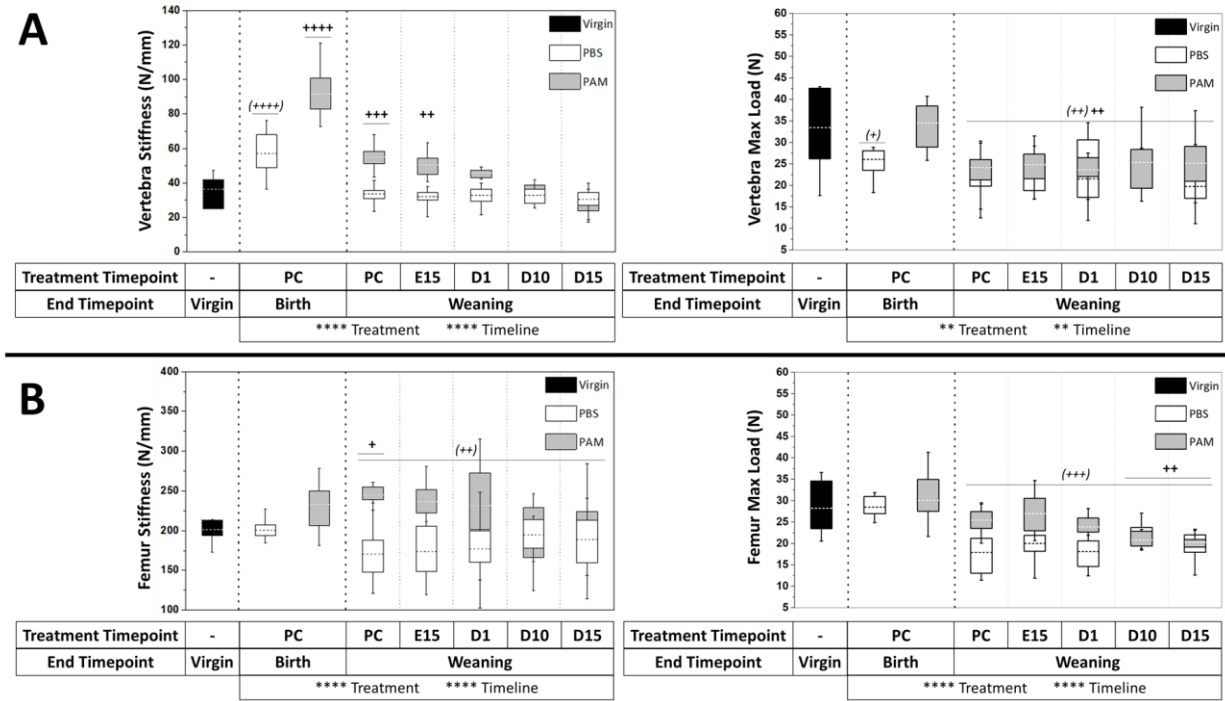 A
Vertebra Stiffness (N/mm)
140
120
100
80
60
40
20
0
(++++)
++++
+++
++
Virgin
PBS
PAM
Treatment Timepoint - PC PC E15 D1 D10 D15
End Timepoint Virgin Birth Weaning
**** Treatment **** Timeline
Vertebra Max Load (N)
60
55
50
45
40
35
30
25
20
15
10
5
(+)
(++) ++
Virgin
PBS
PAM
Treatment Timepoint - PC PC E15 D1 D10 D15
End Timepoint Virgin Birth Weaning
** Treatment ** Timeline
B
Femur Stiffness (N/mm)
400
350
300
250
200
150
100
+
(++)
Virgin
PBS
PAM
Treatment Timepoint - PC PC E15 D1 D10 D15
End Timepoint Virgin Birth Weaning
**** Treatment **** Timeline
Femur Max Load (N)
60
55
50
45
40
35
30
25
20
15
10
5
(+++)
++
Virgin
PBS
PAM
Treatment Timepoint - PC PC E15 D1 D10 D15
End Timepoint Virgin Birth Weaning
**** Treatment **** Timeline